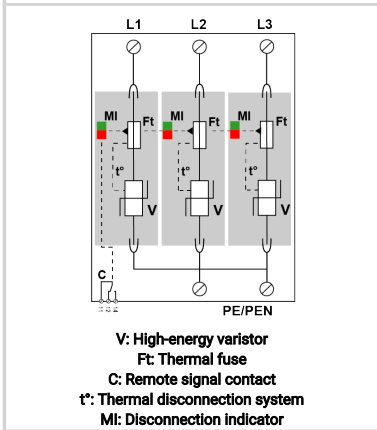 L1 L2 L3
MI Ft MI Ft MI Ft
t° t° t°
V V V
C
PE/PEN
V: High-energy varistor
Ft: Thermal fuse
C: Remote signal contact
t°: Thermal disconnection system
MI: Disconnection indicator